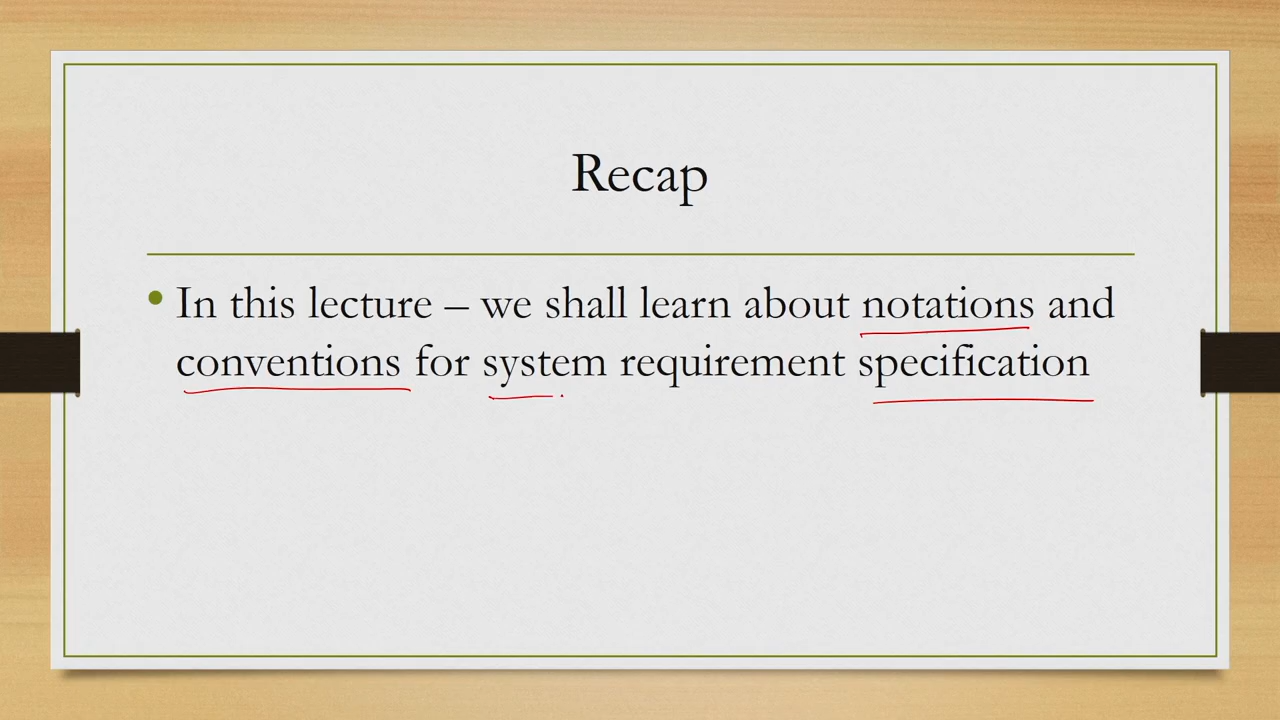 Recap
In this lecture – we shall learn about notations and
conventions for system requirement specification